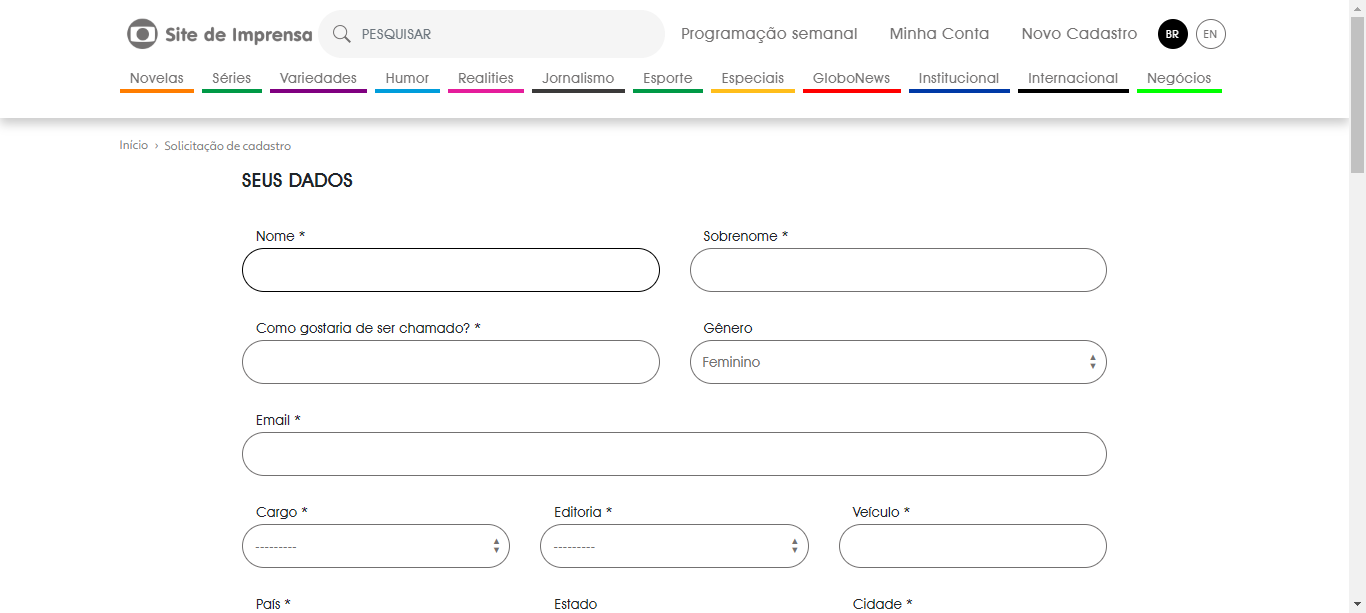 Site de Imprensa PESQUISAR Programação semanal Minha Conta Novo Cadastro BR EN
Novelas Séries Variedades Humor Realities Jornalismo Esporte Especiais GloboNews Institucional Internacional Negócios
Início › Solicitação de cadastro
SEUS DADOS
Nome * Sobrenome *
Como gostaria de ser chamado? * Gênero
Feminino
Email *
Cargo * Editoria * Veículo *
--------- ---------
País * Estado Cidade *